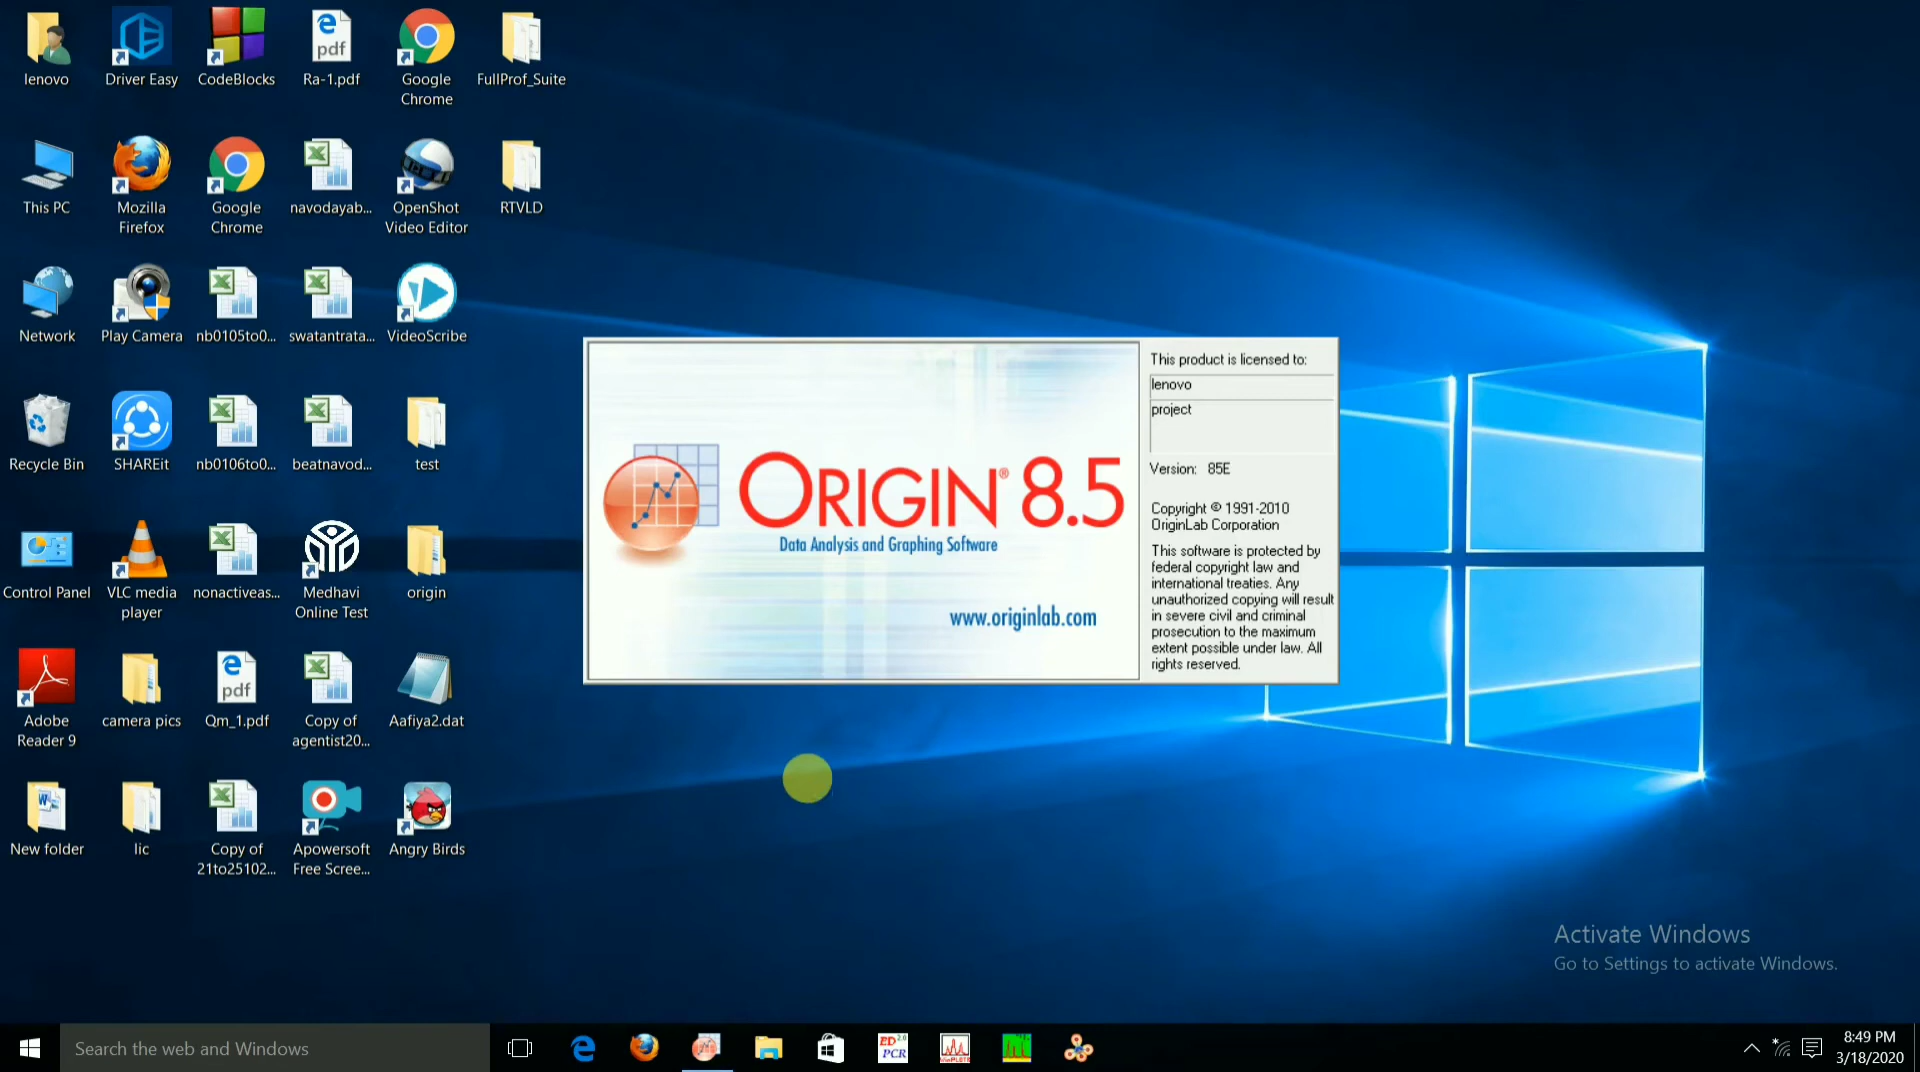 lenovo
Driver Easy
CodeBlocks
pdf
Ra-1.pdf
Google
Chrome
FullProf_Suite
This PC
Mozilla
Firefox
Google
Chrome
navodayab...
OpenShot
Video Editor
RTVLD
Network
Play Camera
nb0105to0...
swatantrata...
VideoScribe
Recycle Bin
SHAREit
nb0106to0...
beatnavod...
test
Control Panel
VLC media
player
nonactiveas...
Medhavi
Online Test
origin
Adobe
Reader 9
camera pics
pdf
Qm_1.pdf
Copy of
agentist20...
Aafiya2.dat
New folder
lic
Copy of
21to25102...
Apowersoft
Free Scree...
Angry Birds
ORIGIN® 8.5
Data Analysis and Graphing Software
www.originlab.com
This product is licensed to:
lenovo
project
Version: 85E
Copyright © 1991-2010
OriginLab Corporation
This software is protected by
federal copyright law and
international treaties. Any
unauthorized copying will result
in severe civil and criminal
prosecution to the maximum
extent possible under law. All
rights reserved.
Activate Windows
Go to Settings to activate Windows.
Search the web and Windows
ED 2.0
PCR
WinPLOTR
8:49 PM
3/18/2020